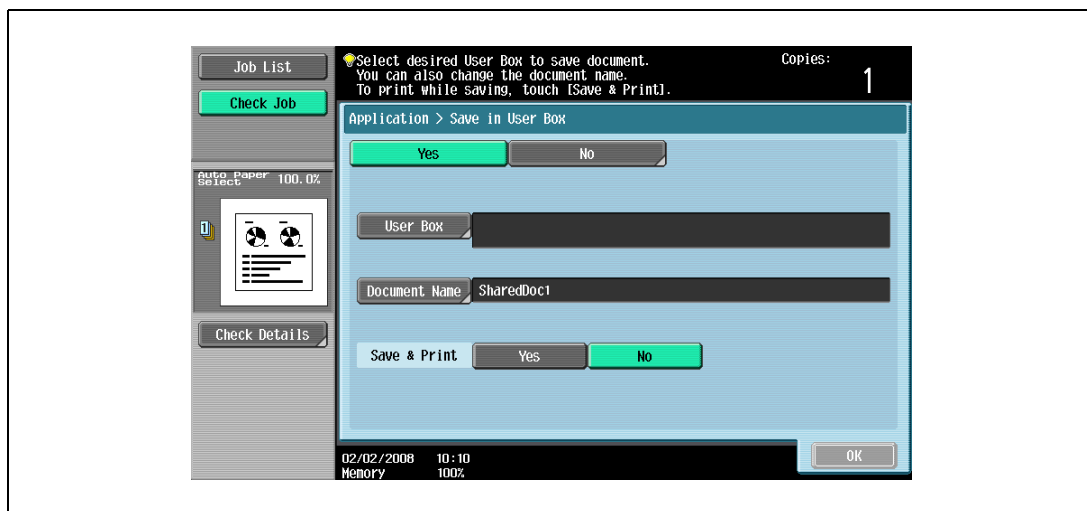 Job List
Check Job
Select desired User Box to save document.
You can also change the document name.
To print while saving, touch [Save & Print].
Copies:
1
Application > Save in User Box
Yes
No
Auto Paper
Select
100.0%
1
User Box
Document Name
SharedDoc1
Check Details
Save & Print
Yes
No
02/02/2008 10:10
Memory 100%
OK